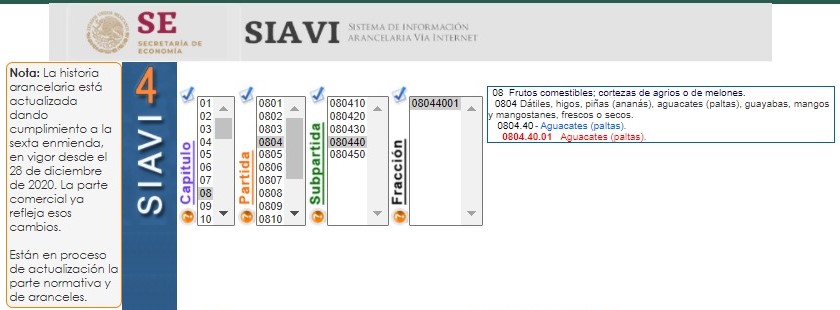 SE
SECRETARÍA DE
ECONOMÍA
SIAVI
SISTEMA DE INFORMACIÓN
ARANCELARIA VÍA INTERNET
Nota: La historia
arancelaria está
actualizada
dando
cumplimiento a la
sexta enmienda,
en vigor desde el
28 de diciembre
de 2020. La parte
comercial ya
refleja esos
cambios.
Están en proceso
de actualización la
parte normativa y
de aranceles.
SIAVI 4
Capitulo
01
02
03
04
05
06
07
08
09
10
Partida
0801
0802
0803
0804
0805
0806
0807
0808
0809
0810
Subpartida
080410
080420
080430
080440
080450
Fracción
08044001
08 Frutos comestibles; cortezas de agrios o de melones.
0804 Dátiles, higos, piñas (ananás), aguacates (paltas), guayabas, mangos
y mangostanes, frescos o secos.
0804.40 - Aguacates (paltas).
0804.40.01 Aguacates (paltas).